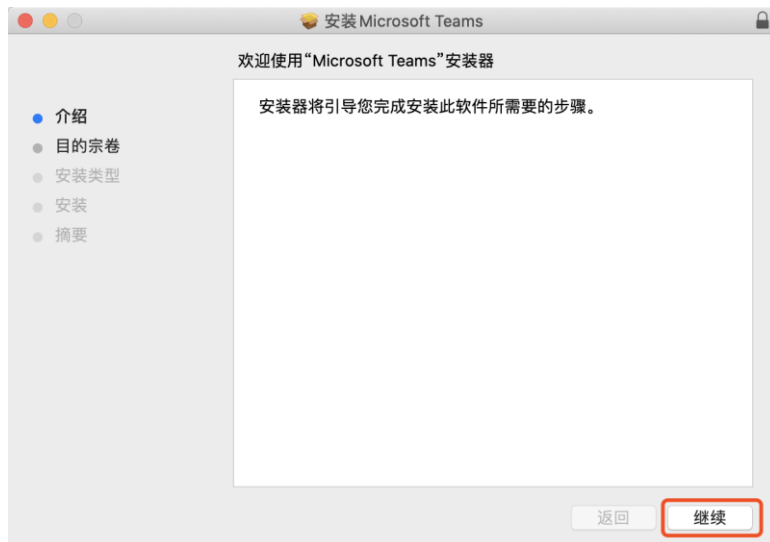 安装Microsoft Teams
欢迎使用“Microsoft Teams”安装器
介绍
目的宗卷
安装类型
安装
摘要
安装器将引导您完成安装此软件所需要的步骤。
返回
继续